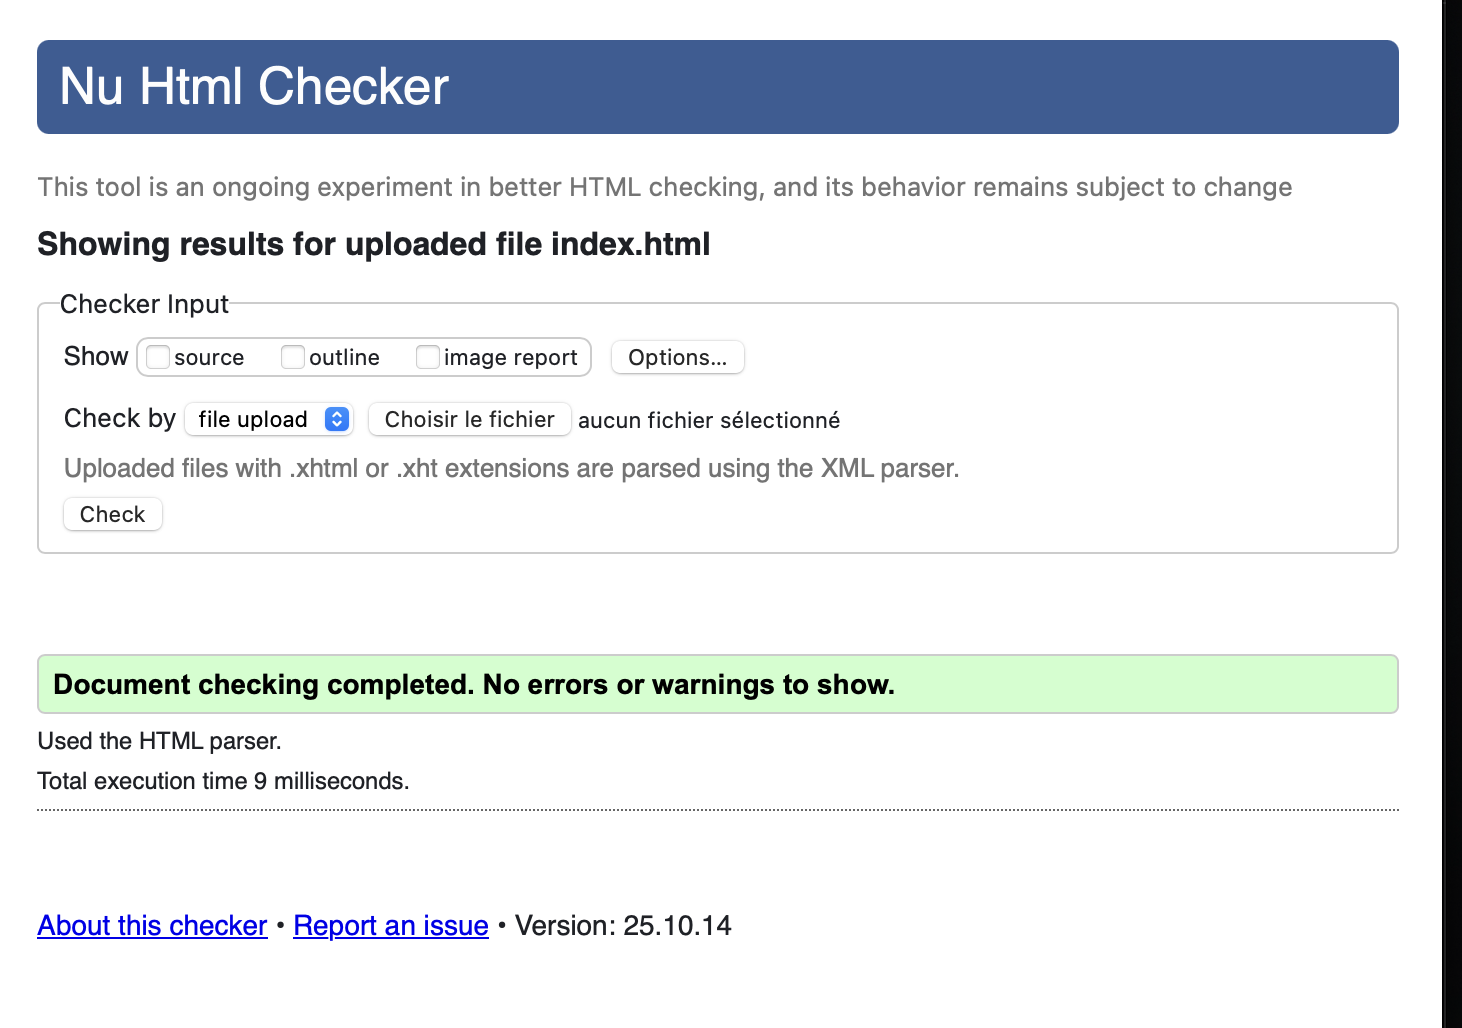 Nu Html Checker
This tool is an ongoing experiment in better HTML checking, and its behavior remains subject to change
Showing results for uploaded file index.html
Checker Input
Show source outline image report Options...
Check by file upload Choisir le fichier aucun fichier sélectionné
Uploaded files with .xhtml or .xht extensions are parsed using the XML parser.
Check
Document checking completed. No errors or warnings to show.
Used the HTML parser.
Total execution time 9 milliseconds.
About this checker • Report an issue • Version: 25.10.14